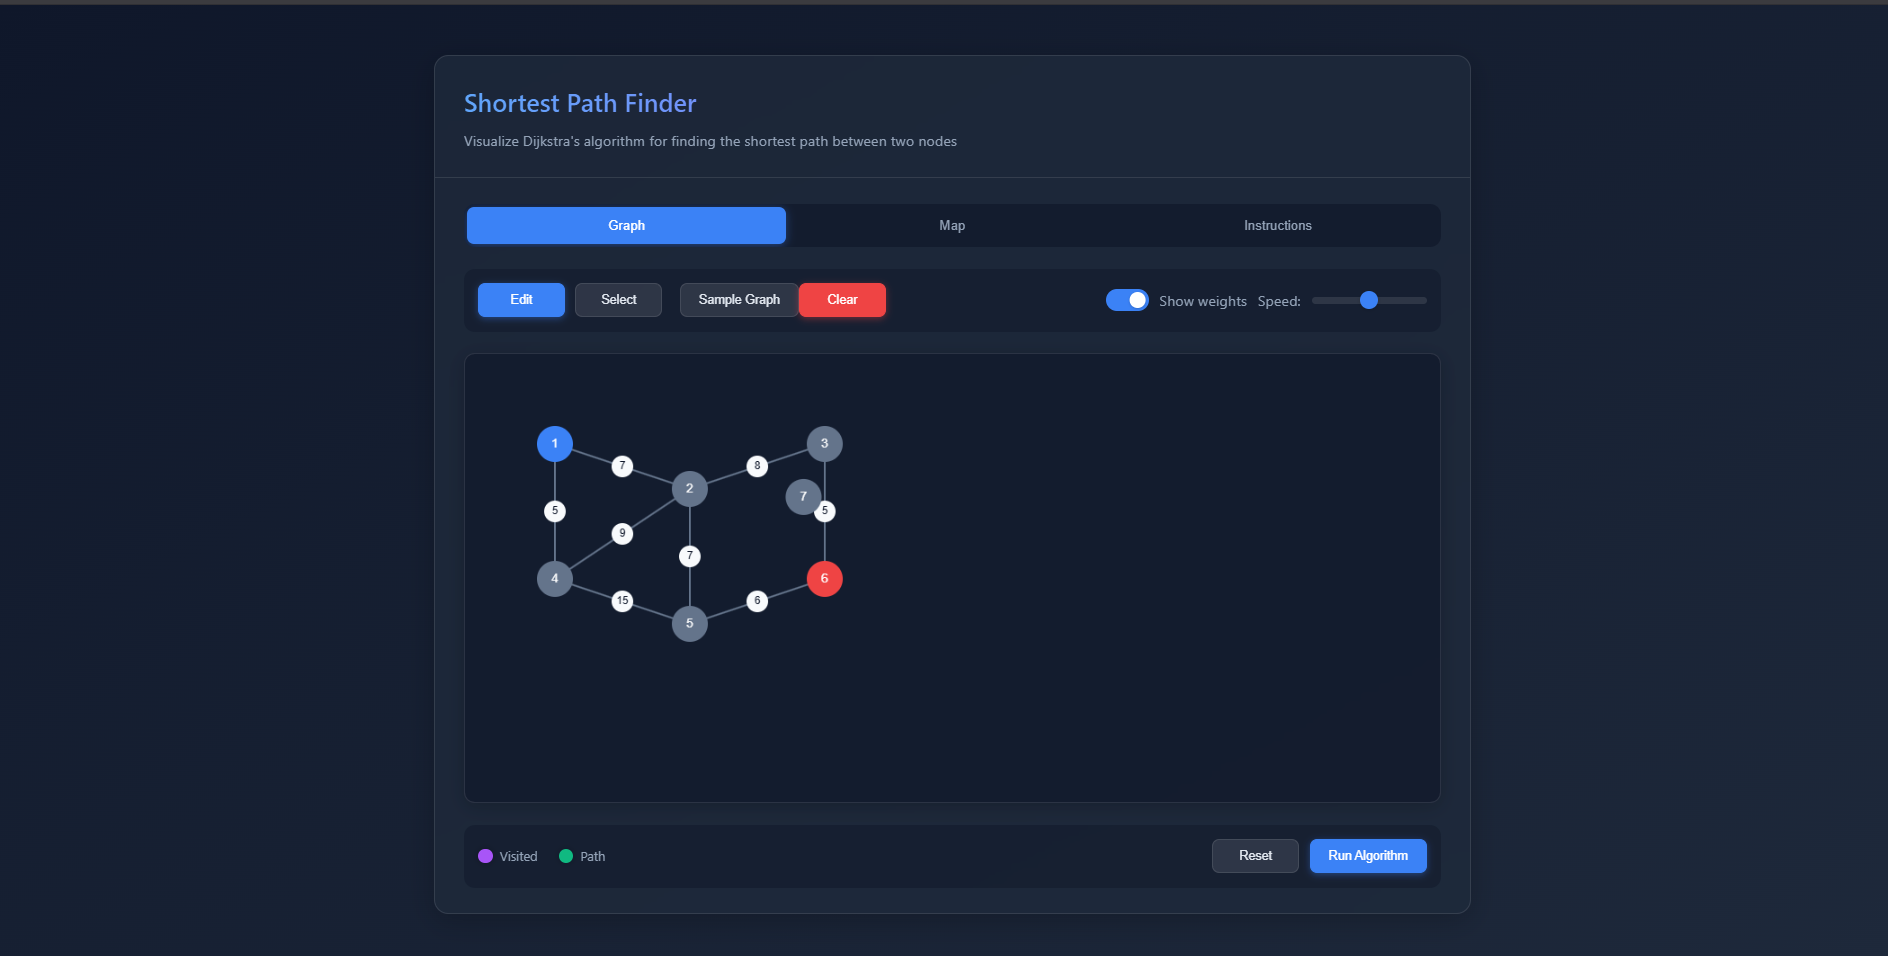 Shortest Path Finder
Visualize Dijkstra's algorithm for finding the shortest path between two nodes
Graph Map Instructions
Edit Select Sample Graph Clear Show weights Speed:
1 3
7 8
2
7
5 5
9
7
4 6
15 6
5
Visited Path Reset Run Algorithm